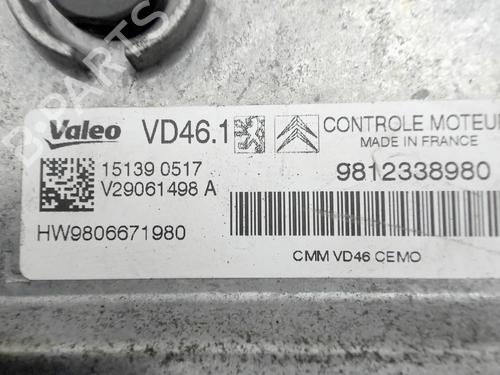 Valeo VD46.1 CONTROLE MOTEUR
MADE IN FRANCE
15139 0517
V29061498 A
9812338980
HW9806671980
CMM VD46 CEMO
B-PARTS